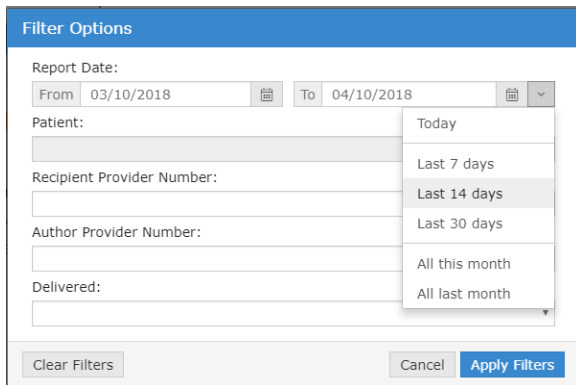 Filter Options
Report Date:
From 03/10/2018 To 04/10/2018
Patient:
Today
Last 7 days
Recipient Provider Number:
Last 14 days
Last 30 days
Author Provider Number:
All this month
Delivered:
All last month
Clear Filters Cancel Apply Filters